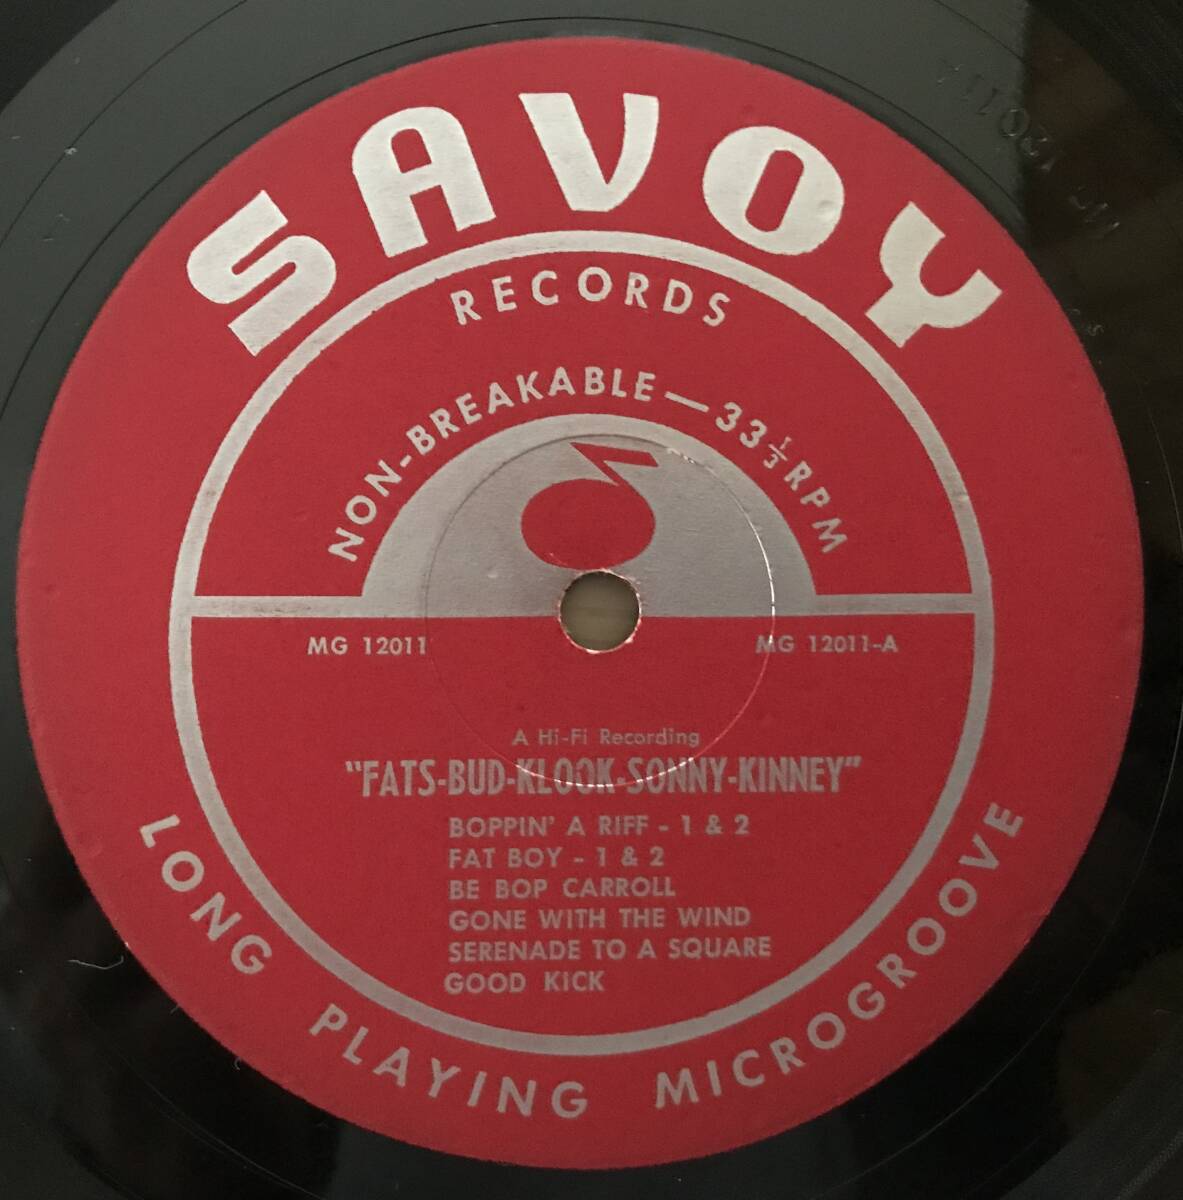 SAVOY
RECORDS
NON-BREAKABLE—33⅓ RPM
MG 12011
MG 12011-A
A Hi-Fi Recording
"FATS-BUD-KLOOK-SONNY-KINNEY"
BOPPIN' A RIFF - 1 & 2
FAT BOY - 1 & 2
BE BOP CARROLL
GONE WITH THE WIND
SERENADE TO A SQUARE
GOOD KICK
LONG PLAYING MICROGROOVE